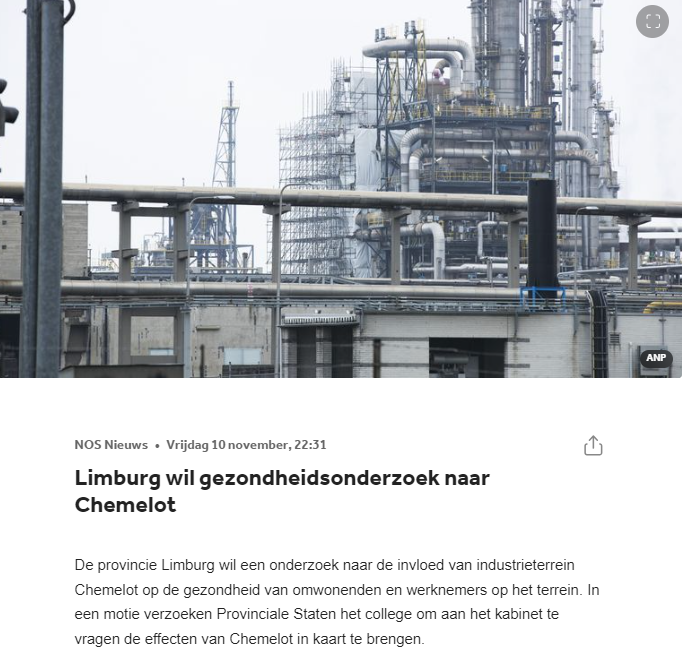 ANP
NOS Nieuws • Vrijdag 10 november, 22:31
Limburg wil gezondheidsonderzoek naar
Chemelot
De provincie Limburg wil een onderzoek naar de invloed van industrieterrein
Chemelot op de gezondheid van omwonenden en werknemers op het terrein. In
een motie verzoeken Provinciale Staten het college om aan het kabinet te
vragen de effecten van Chemelot in kaart te brengen.